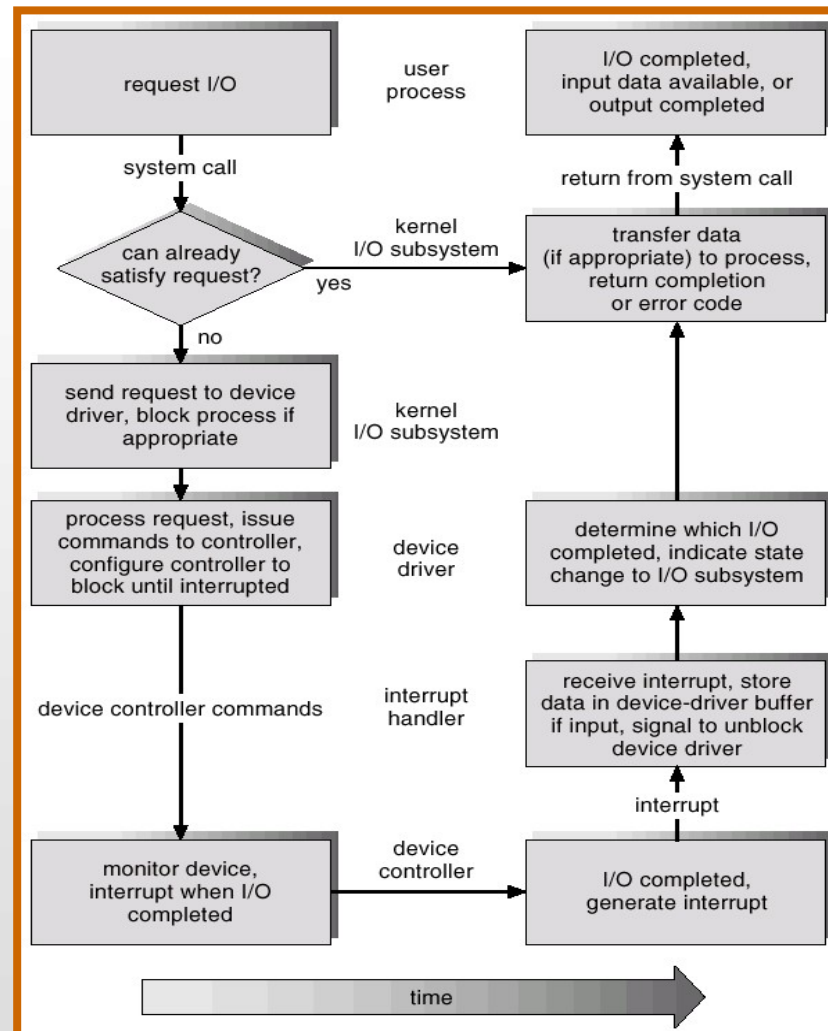 request I/O
user
process
I/O completed,
input data available, or
output completed
system call
return from system call
can already
satisfy request?
kernel
I/O subsystem
yes
transfer data
(if appropriate) to process,
return completion
or error code
no
send request to device
driver, block process if
appropriate
kernel
I/O subsystem
process request, issue
commands to controller,
configure controller to
block until interrupted
device
driver
determine which I/O
completed, indicate state
change to I/O subsystem
device controller commands
interrupt
handler
receive interrupt, store
data in device-driver buffer
if input, signal to unblock
device driver
interrupt
monitor device,
interrupt when I/O
completed
device
controller
I/O completed,
generate interrupt
time